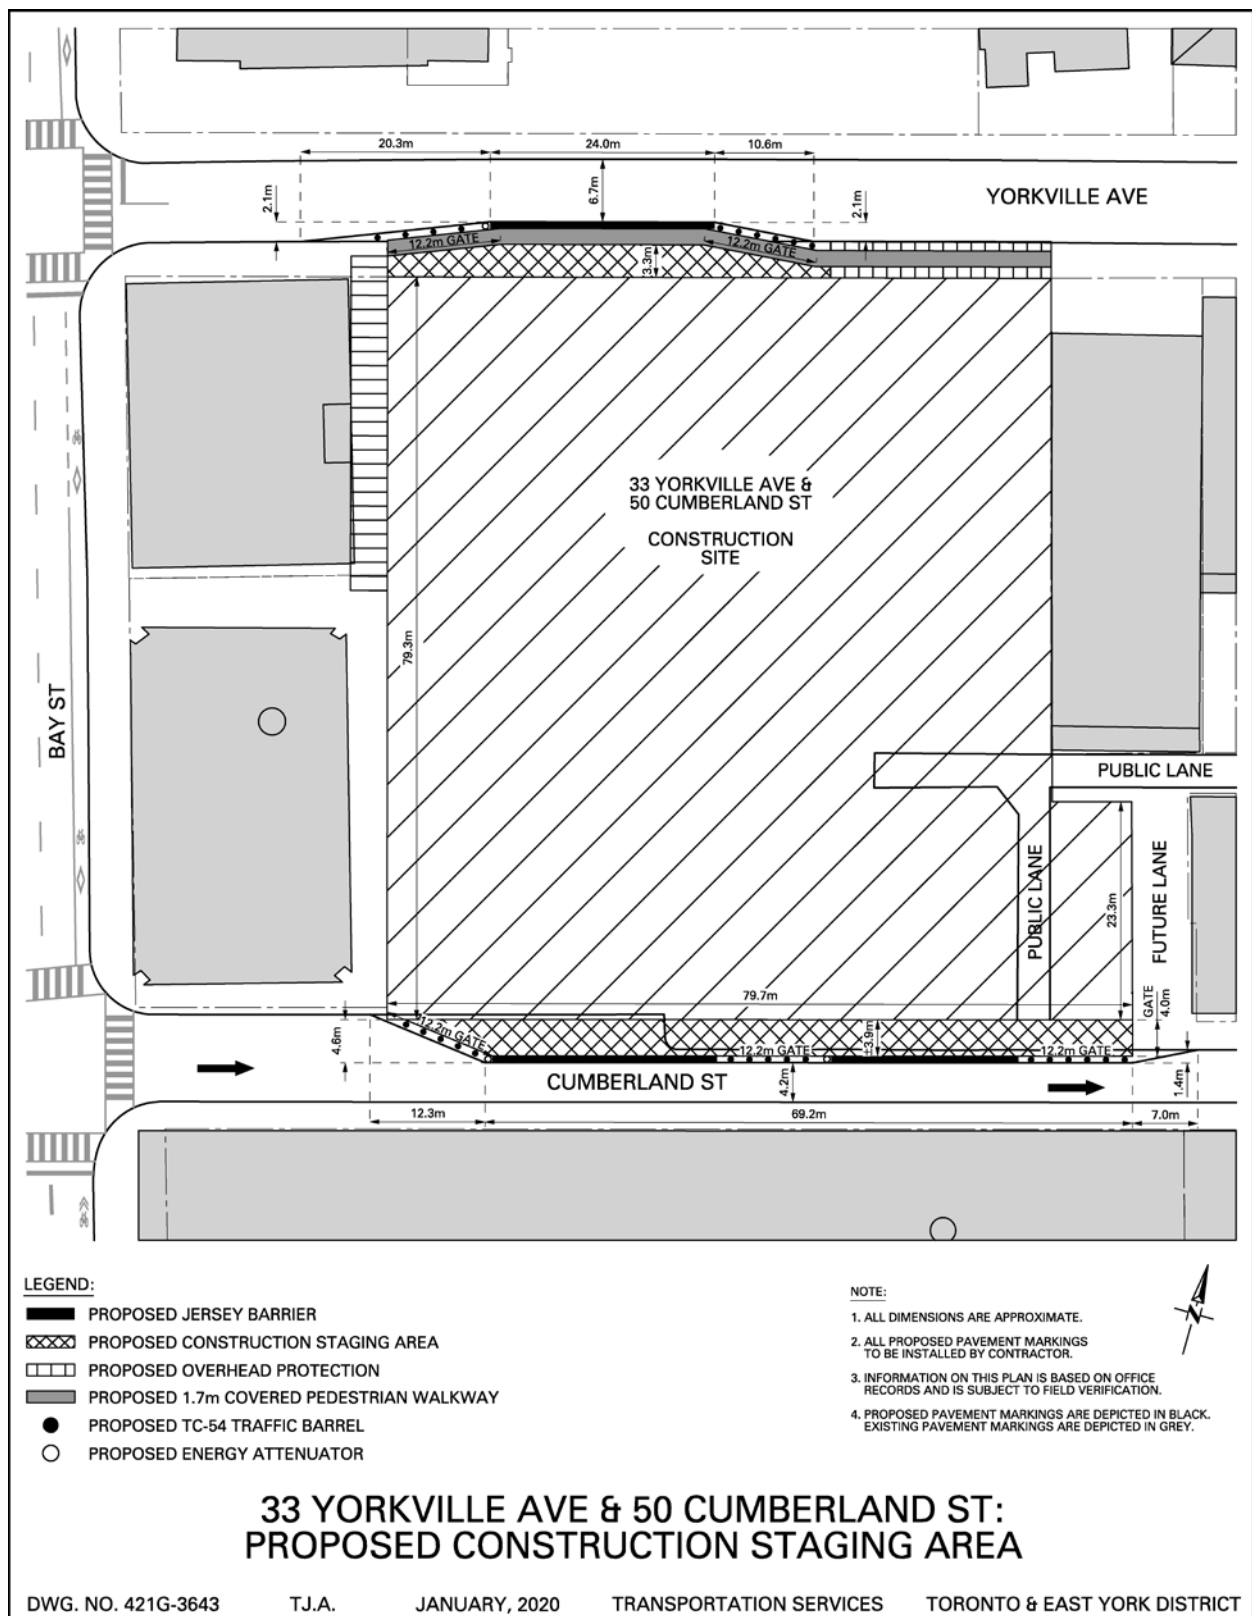 20.3m
24.0m
10.6m
2.1m
6.7m
2.1m
YORKVILLE AVE
12.2m GATE
12.2m GATE
3.3m
33 YORKVILLE AVE &
50 CUMBERLAND ST
CONSTRUCTION
SITE
79.3m
BAY ST
PUBLIC LANE
PUBLIC LANE
23.3m
FUTURE LANE
79.7m
GATE
4.0m
4.6m
12.2m GATE
12.2m GATE
±3.9m
12.2m GATE
CUMBERLAND ST
4.2m
1.4m
12.3m
69.2m
7.0m
LEGEND:
PROPOSED JERSEY BARRIER
PROPOSED CONSTRUCTION STAGING AREA
PROPOSED OVERHEAD PROTECTION
PROPOSED 1.7m COVERED PEDESTRIAN WALKWAY
PROPOSED TC-54 TRAFFIC BARREL
PROPOSED ENERGY ATTENUATOR
NOTE:
1. ALL DIMENSIONS ARE APPROXIMATE.
2. ALL PROPOSED PAVEMENT MARKINGS
TO BE INSTALLED BY CONTRACTOR.
3. INFORMATION ON THIS PLAN IS BASED ON OFFICE
RECORDS AND IS SUBJECT TO FIELD VERIFICATION.
4. PROPOSED PAVEMENT MARKINGS ARE DEPICTED IN BLACK.
EXISTING PAVEMENT MARKINGS ARE DEPICTED IN GREY.
N
33 YORKVILLE AVE & 50 CUMBERLAND ST:
PROPOSED CONSTRUCTION STAGING AREA
DWG. NO. 421G-3643 T.J.A. JANUARY, 2020 TRANSPORTATION SERVICES TORONTO & EAST YORK DISTRICT